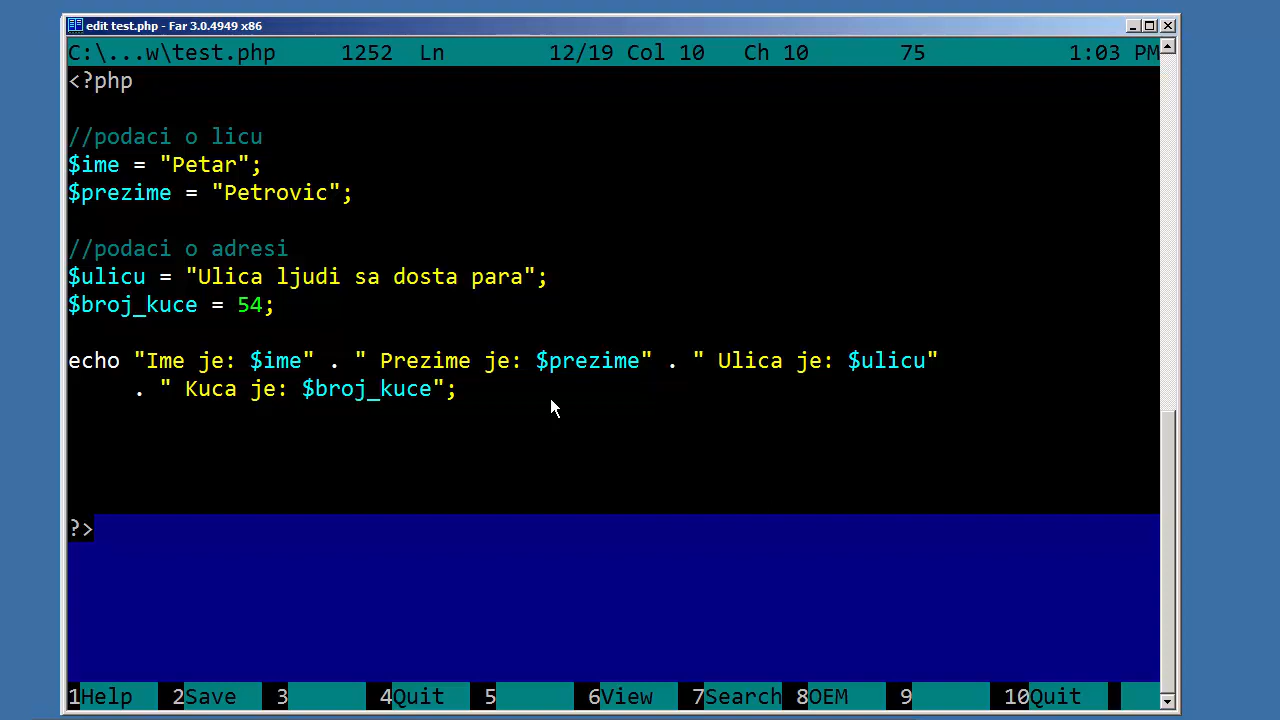 edit test.php - Far 3.0.4949 x86
C:\...w\test.php 1252 Ln 12/19 Col 10 Ch 10 75 1:03 PM
<?php
//podaci o licu
$ime = "Petar";
$prezime = "Petrovic";
//podaci o adresi
$ulicu = "Ulica ljudi sa dosta para";
$broj_kuce = 54;
echo "Ime je: $ime" . " Prezime je: $prezime" . " Ulica je: $ulicu"
. " Kuca je: $broj_kuce";
?>
1Help 2Save 3 4Quit 5 6View 7Search 8OEM 9 10Quit